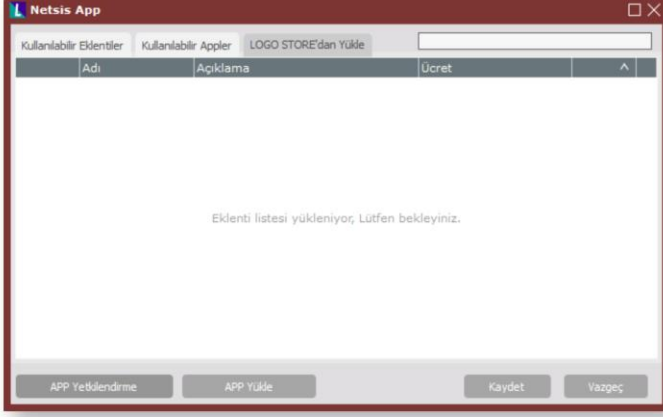 Netsis App
Kullanılabilir Eklentiler Kullanılabilir Appler LOGO STORE'dan Yükle
Adı Açıklama Ücret
Eklenti listesi yükleniyor, Lütfen bekleyiniz.
APP Yetkilendirme APP Yükle Kaydet Vazgeç